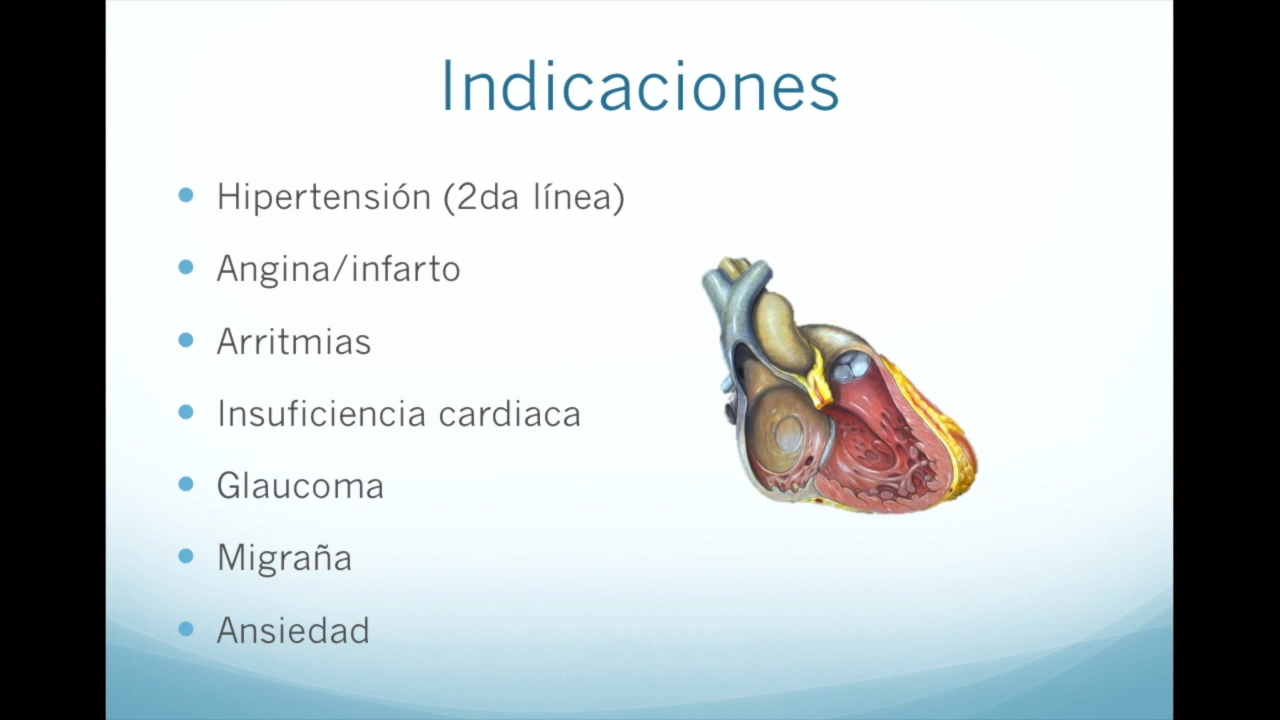 Indicaciones
Hipertensión (2da línea)
Angina/infarto
Arritmias
Insuficiencia cardiaca
Glaucoma
Migraña
Ansiedad